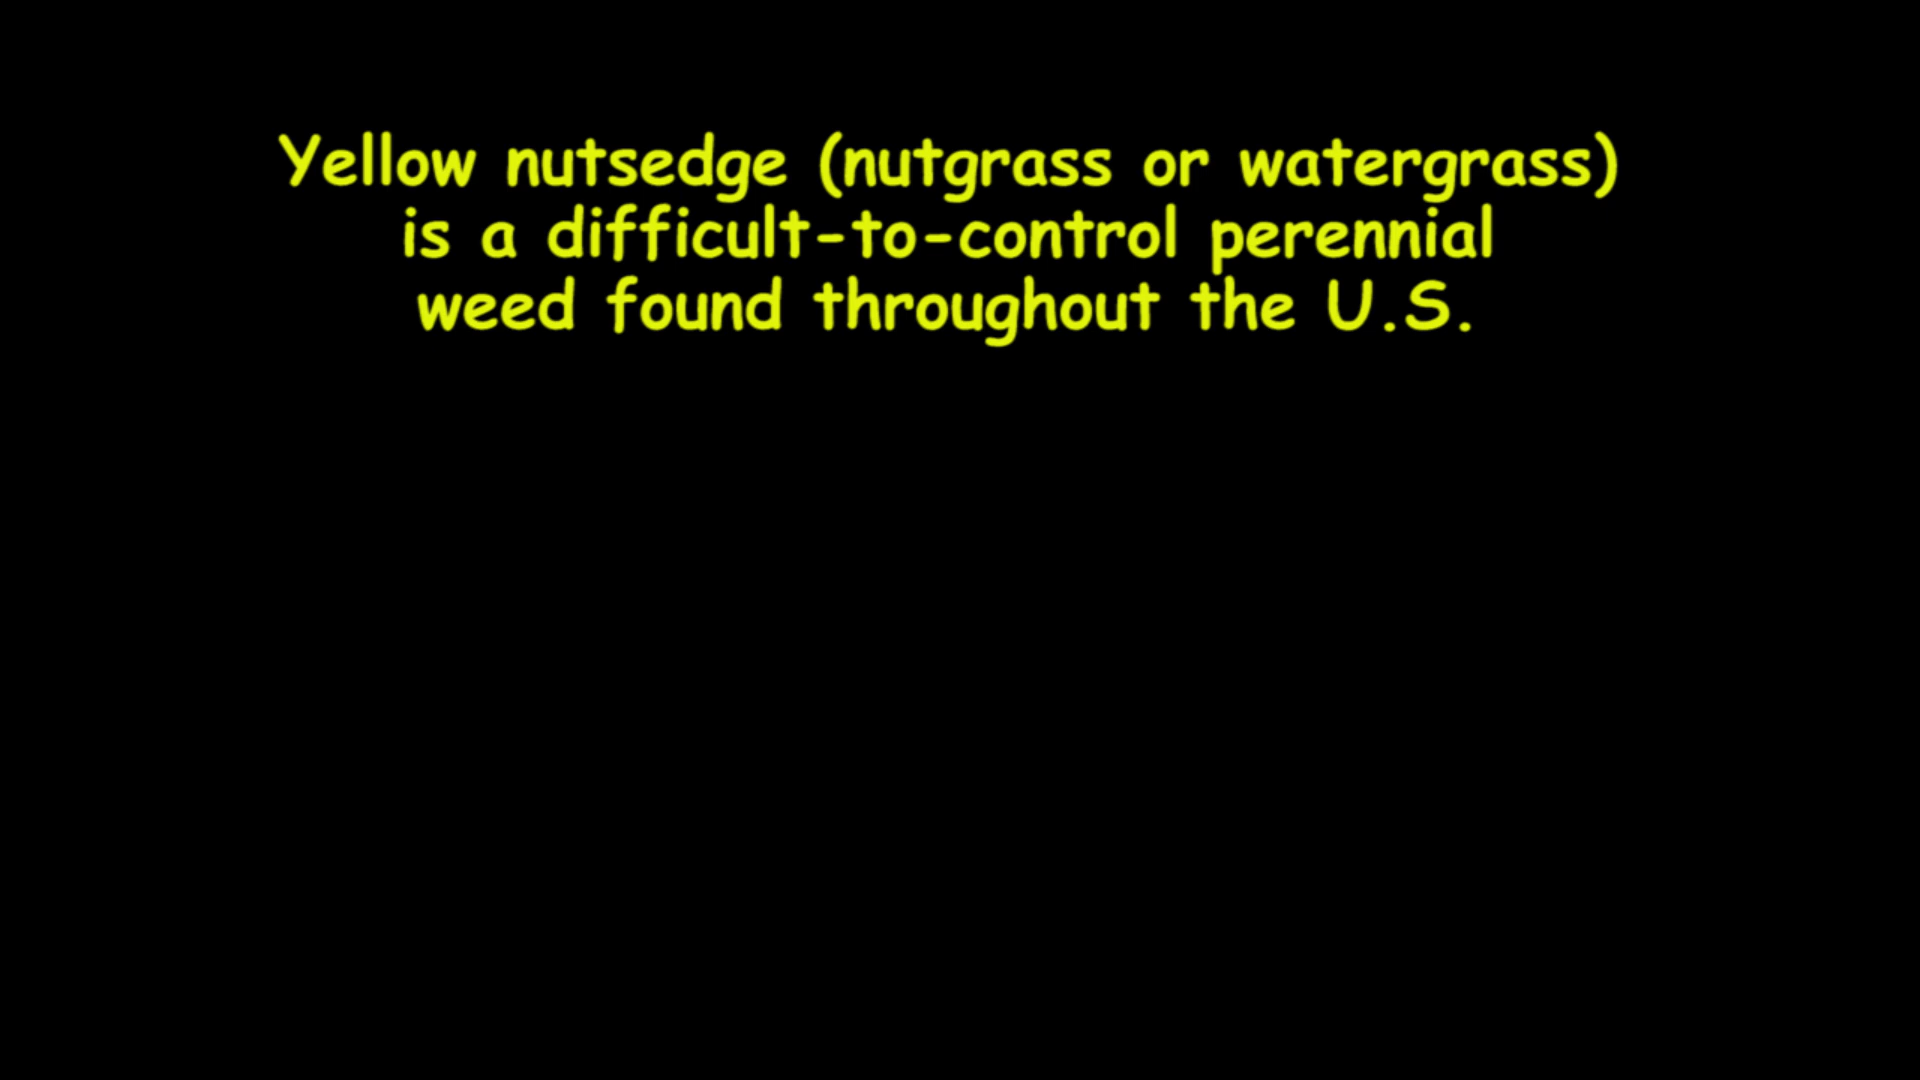 Yellow nutsedge (nutgrass or watergrass)
is a difficult-to-control perennial
weed found throughout the U.S.